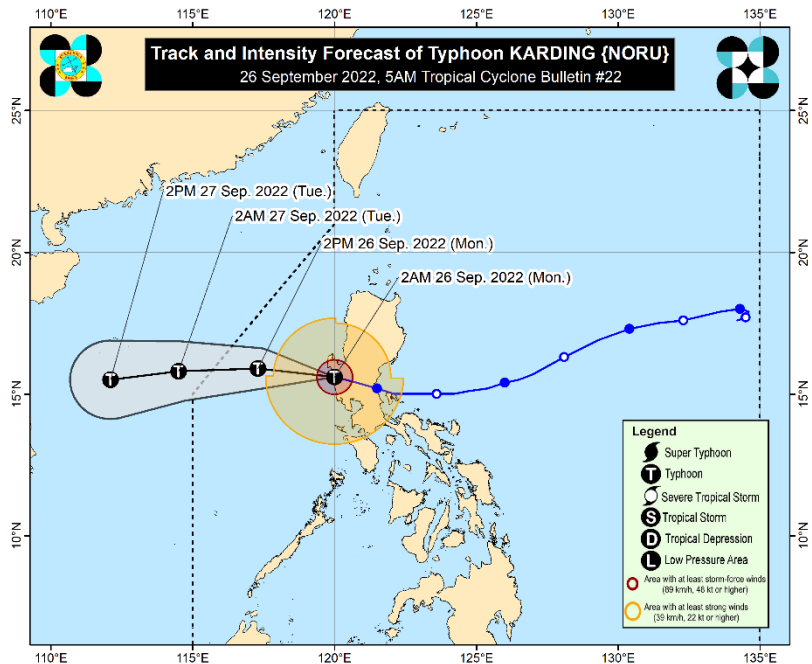 Track and Intensity Forecast of Typhoon KARDING {NORU}
26 September 2022, 5AM Tropical Cyclone Bulletin #22
110°E 115°E 120°E 125°E 130°E 135°E
25°N
20°N
15°N
10°N
25°N
20°N
15°N
10°N
2PM 27 Sep. 2022 (Tue.)
2AM 27 Sep. 2022 (Tue.)
2PM 26 Sep. 2022 (Mon.)
2AM 26 Sep. 2022 (Mon.)
T T T T
Legend
Super Typhoon
T Typhoon
Severe Tropical Storm
S Tropical Storm
D Tropical Depression
L Low Pressure Area
Area with at least storm-force winds
(89 km/h, 48 kt or higher)
Area with at least strong winds
(39 km/h, 22 kt or higher)
110°E 115°E 120°E 125°E 130°E 135°E